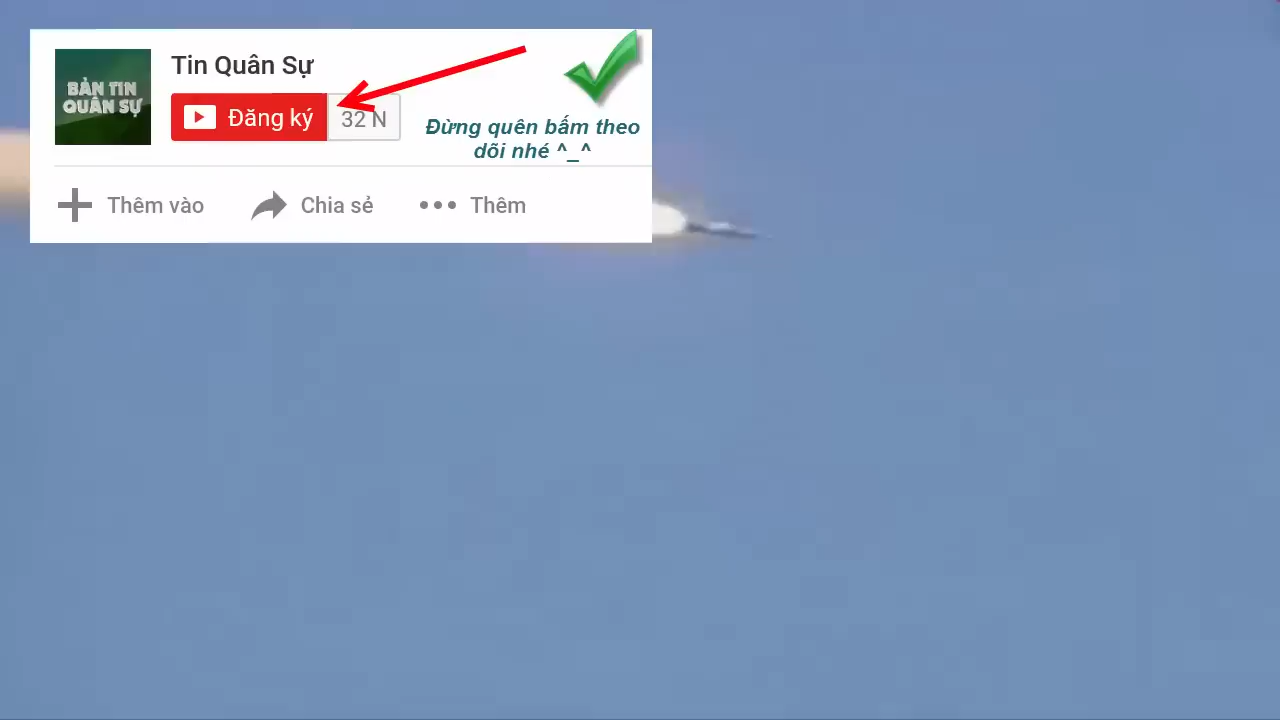 Tin Quân Sự
BẢN TIN
QUÂN SỰ
Đăng ký
32 N
Đừng quên bấm theo
dõi nhé ^_^
Thêm vào
Chia sẻ
Thêm